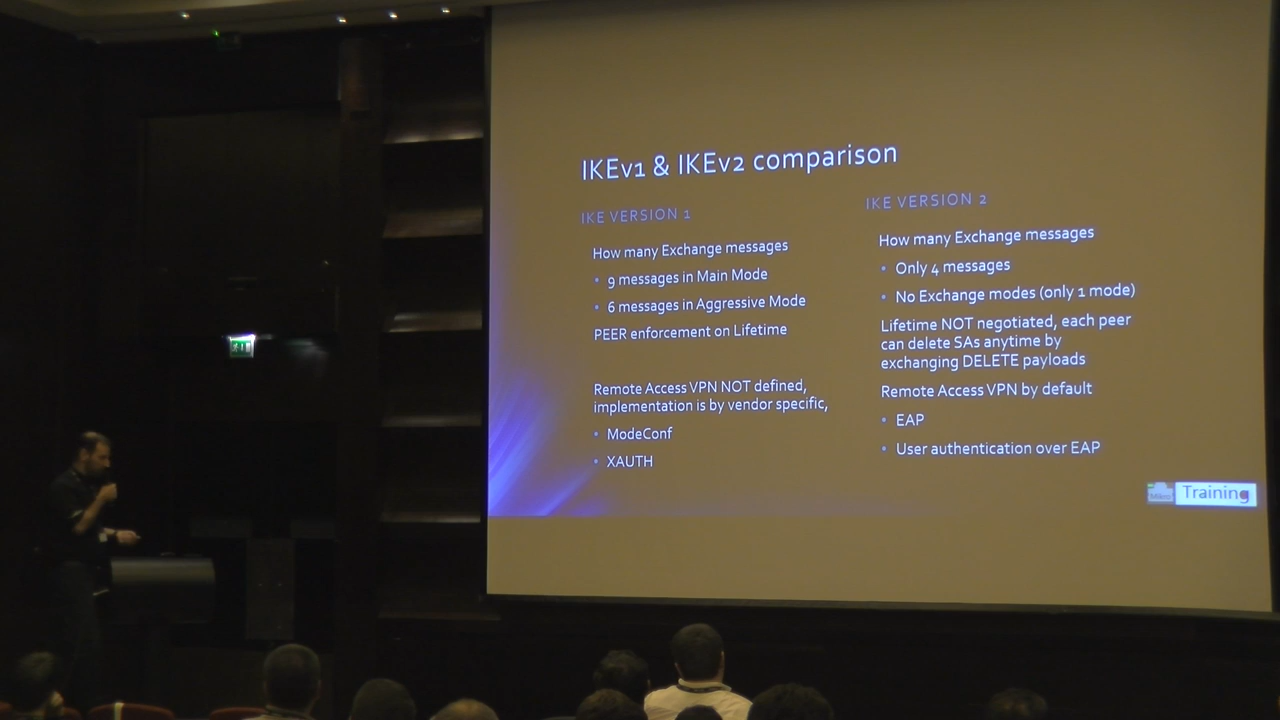 IKEv1 & IKEv2 comparison
IKE VERSION 1
How many Exchange messages
• 9 messages in Main Mode
• 6 messages in Aggressive Mode
PEER enforcement on Lifetime
Remote Access VPN NOT defined,
implementation is by vendor specific,
• ModeConf
• XAUTH
IKE VERSION 2
How many Exchange messages
• Only 4 messages
• No Exchange modes (only 1 mode)
Lifetime NOT negotiated, each peer
can delete SAs anytime by
exchanging DELETE payloads
Remote Access VPN by default
• EAP
• User authentication over EAP
Mikro Training